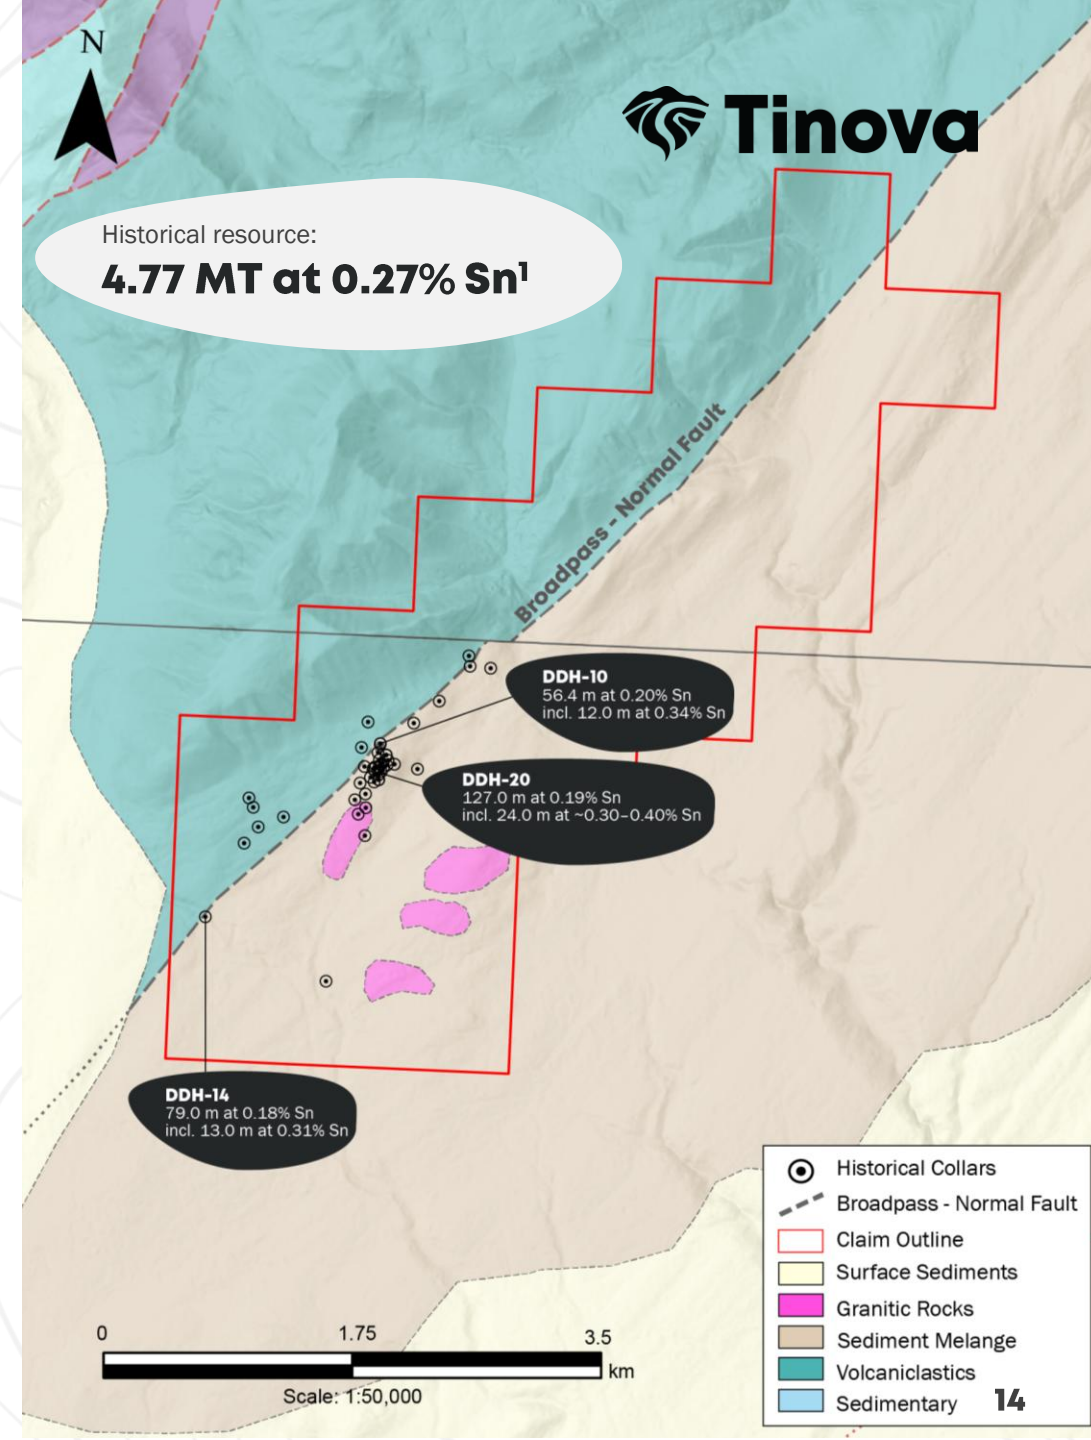 N
Tinova
Historical resource:
4.77 MT at 0.27% Sn¹
Broadpass - Normal Fault
DDH-10
56.4 m at 0.20% Sn
incl. 12.0 m at 0.34% Sn
DDH-20
127.0 m at 0.19% Sn
incl. 24.0 m at ~0.30–0.40% Sn
DDH-14
79.0 m at 0.18% Sn
incl. 13.0 m at 0.31% Sn
Historical Collars
Broadpass - Normal Fault
Claim Outline
Surface Sediments
Granitic Rocks
Sediment Melange
Volcaniclastics
Sedimentary
0 1.75 3.5
km
Scale: 1:50,000
14